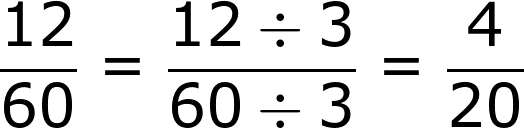 12/60 = 12 ÷ 3/60 ÷ 3 = 4/20